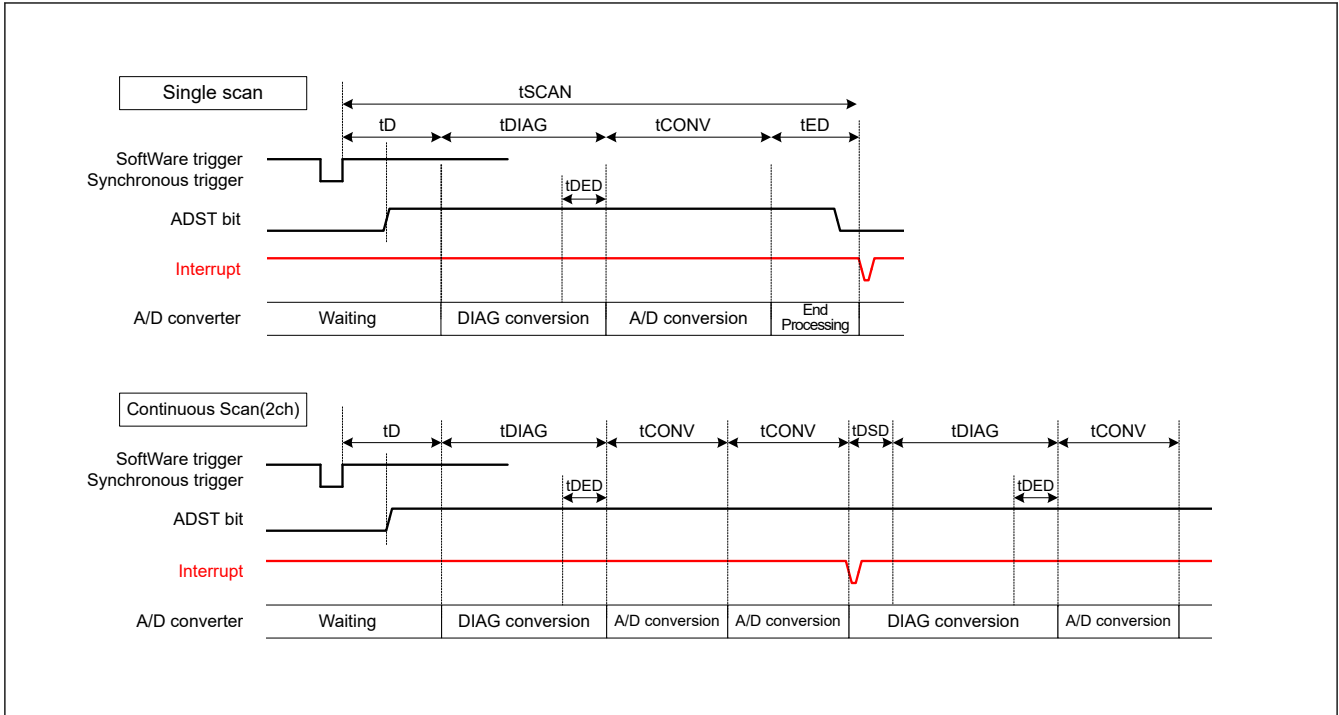 Single scan
tSCAN
tD tDIAG tCONV tED
SoftWare trigger
Synchronous trigger
tDED
ADST bit
Interrupt
A/D converter Waiting DIAG conversion A/D conversion End Processing
Continuous Scan(2ch)
tD tDIAG tCONV tCONV tDSD tDIAG tCONV
SoftWare trigger
Synchronous trigger
tDED tDED
ADST bit
Interrupt
A/D converter Waiting DIAG conversion A/D conversion A/D conversion DIAG conversion A/D conversion